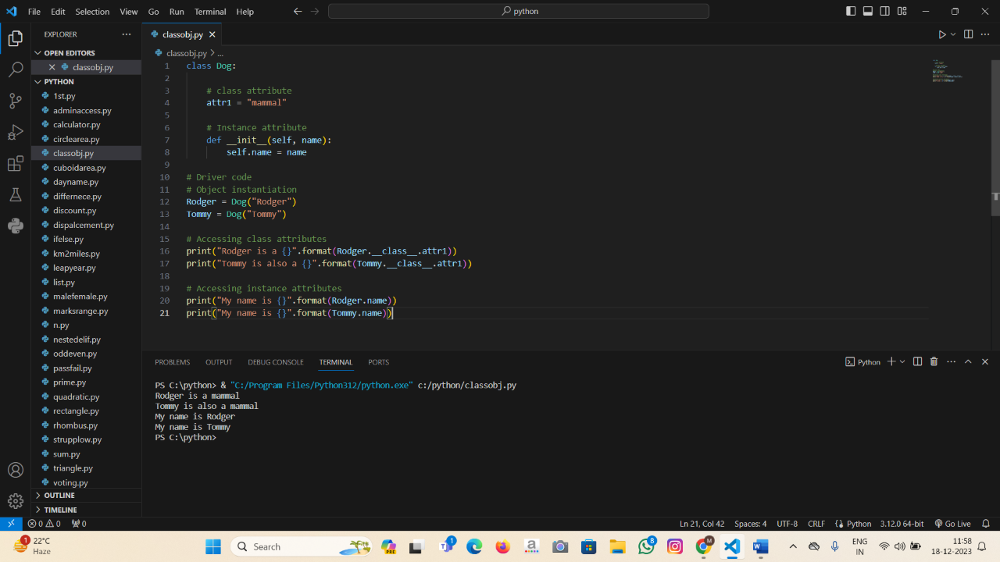 File Edit Selection View Go Run Terminal Help
python
EXPLORER
classobj.py
OPEN EDITORS
classobj.py
PYTHON
1st.py
adminaccess.py
calculator.py
circlearea.py
classobj.py
cuboidarea.py
dayname.py
differnece.py
discount.py
dispalcement.py
ifelse.py
km2miles.py
leapyear.py
list.py
malefemale.py
marksrange.py
n.py
nestedelif.py
oddeven.py
passfail.py
prime.py
quadratic.py
rectangle.py
rhombus.py
strupplow.py
sum.py
triangle.py
voting.py
OUTLINE
TIMELINE
classobj.py > ...
1 class Dog:
2
3     # class attribute
4     attr1 = "mammal"
5
6     # Instance attribute
7     def __init__(self, name):
8         self.name = name
9
10 # Driver code
11 # Object instantiation
12 Rodger = Dog("Rodger")
13 Tommy = Dog("Tommy")
14
15 # Accessing class attributes
16 print("Rodger is a {}".format(Rodger.__class__.attr1))
17 print("Tommy is also a {}".format(Tommy.__class__.attr1))
18
19 # Accessing instance attributes
20 print("My name is {}".format(Rodger.name))
21 print("My name is {}".format(Tommy.name))
PROBLEMS OUTPUT DEBUG CONSOLE TERMINAL PORTS
Python
PS C:\python> & "C:/Program Files/Python312/python.exe" c:/python/classobj.py
Rodger is a mammal
Tommy is also a mammal
My name is Rodger
My name is Tommy
PS C:\python>
0 0 0
Ln 21, Col 42 Spaces: 4 UTF-8 CRLF Python 3.12.0 64-bit Go Live
1
22°C
Haze
Search
PRE
1
a
8
M
ENG
IN
11:58
18-12-2023